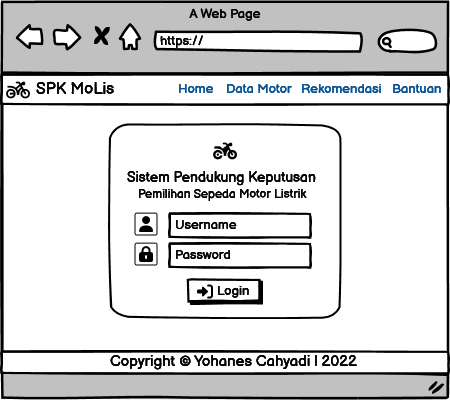 A Web Page
https://
SPK MoLis Home Data Motor Rekomendasi Bantuan
Sistem Pendukung Keputusan
Pemilihan Sepeda Motor Listrik
Username
Password
Login
Copyright © Yohanes Cahyadi | 2022